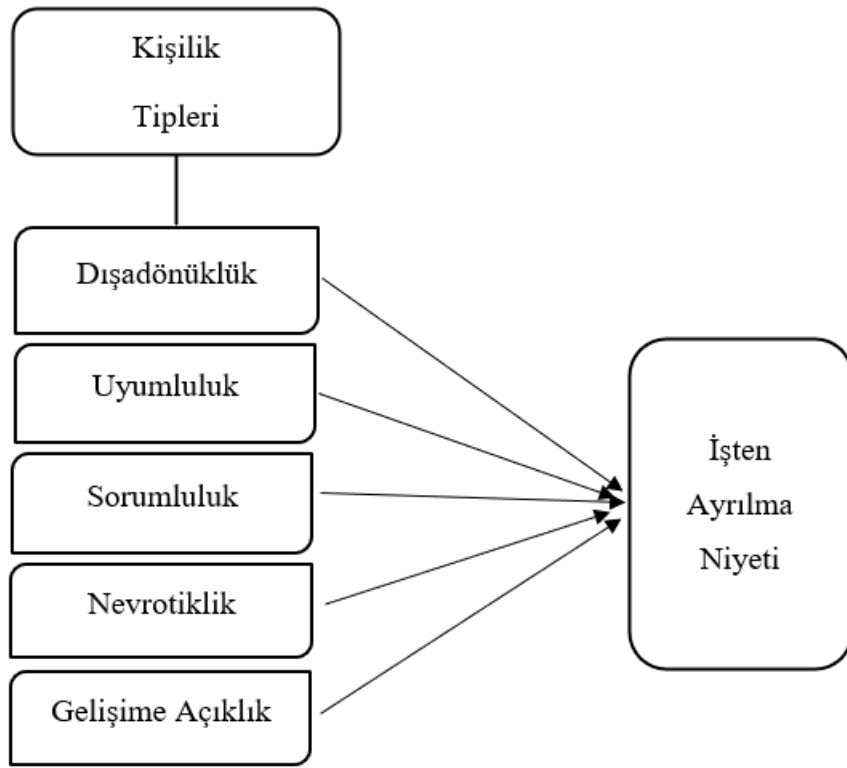 Kişilik
Tipleri
Dışadönüklük
Uyumluluk
Sorumluluk
Nevrotiklik
Gelişime Açıklık
İşten
Ayrılma
Niyeti